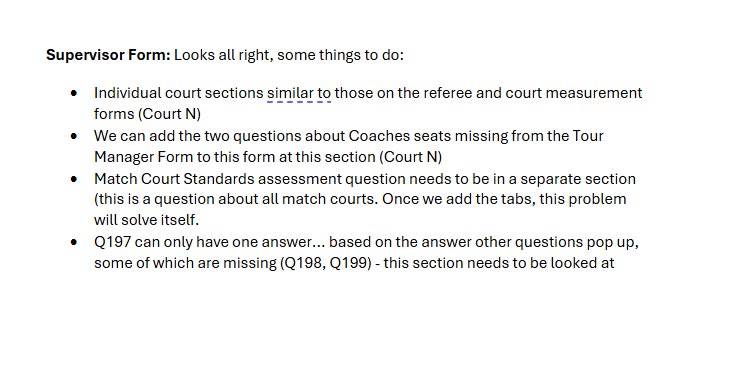 Supervisor Form: Looks all right, some things to do:
• Individual court sections similar to those on the referee and court measurement
forms (Court N)
• We can add the two questions about Coaches seats missing from the Tour
Manager Form to this form at this section (Court N)
• Match Court Standards assessment question needs to be in a separate section
(this is a question about all match courts. Once we add the tabs, this problem
will solve itself.
• Q197 can only have one answer... based on the answer other questions pop up,
some of which are missing (Q198, Q199) - this section needs to be looked at